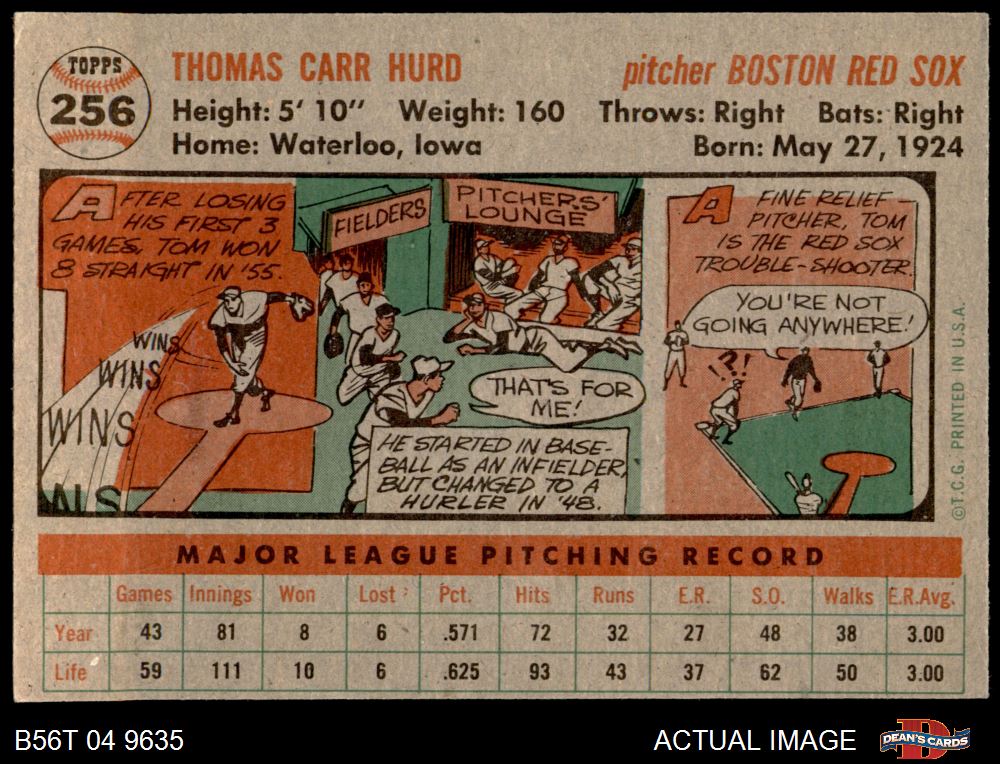 TOPPS
256
THOMAS CARR HURD
pitcher BOSTON RED SOX
Height: 5' 10" Weight: 160 Throws: Right Bats: Right
Home: Waterloo, Iowa Born: May 27, 1924
AFTER LOSING
HIS FIRST 3
GAMES, TOM WON
8 STRAIGHT IN '55.
WINS
WINS
WINS
FIELDERS
PITCHERS'
LOUNGE
THAT'S FOR
ME!
HE STARTED IN BASE-
BALL AS AN INFIELDER,
BUT CHANGED TO A
HURLER IN '48.
A FINE RELIEF
PITCHER, TOM
IS THE RED SOX
TROUBLE-SHOOTER.
YOU'RE NOT
GOING ANYWHERE!
?!!
©T.C.G. PRINTED IN U.S.A.
MAJOR LEAGUE PITCHING RECORD
Games Innings Won Lost Pct. Hits Runs E.R. S.O. Walks E.R.Avg.
Year 43 81 8 6 .571 72 32 27 48 38 3.00
Life 59 111 10 6 .625 93 43 37 62 50 3.00
B56T 04 9635
ACTUAL IMAGE
DEAN'S CARDS